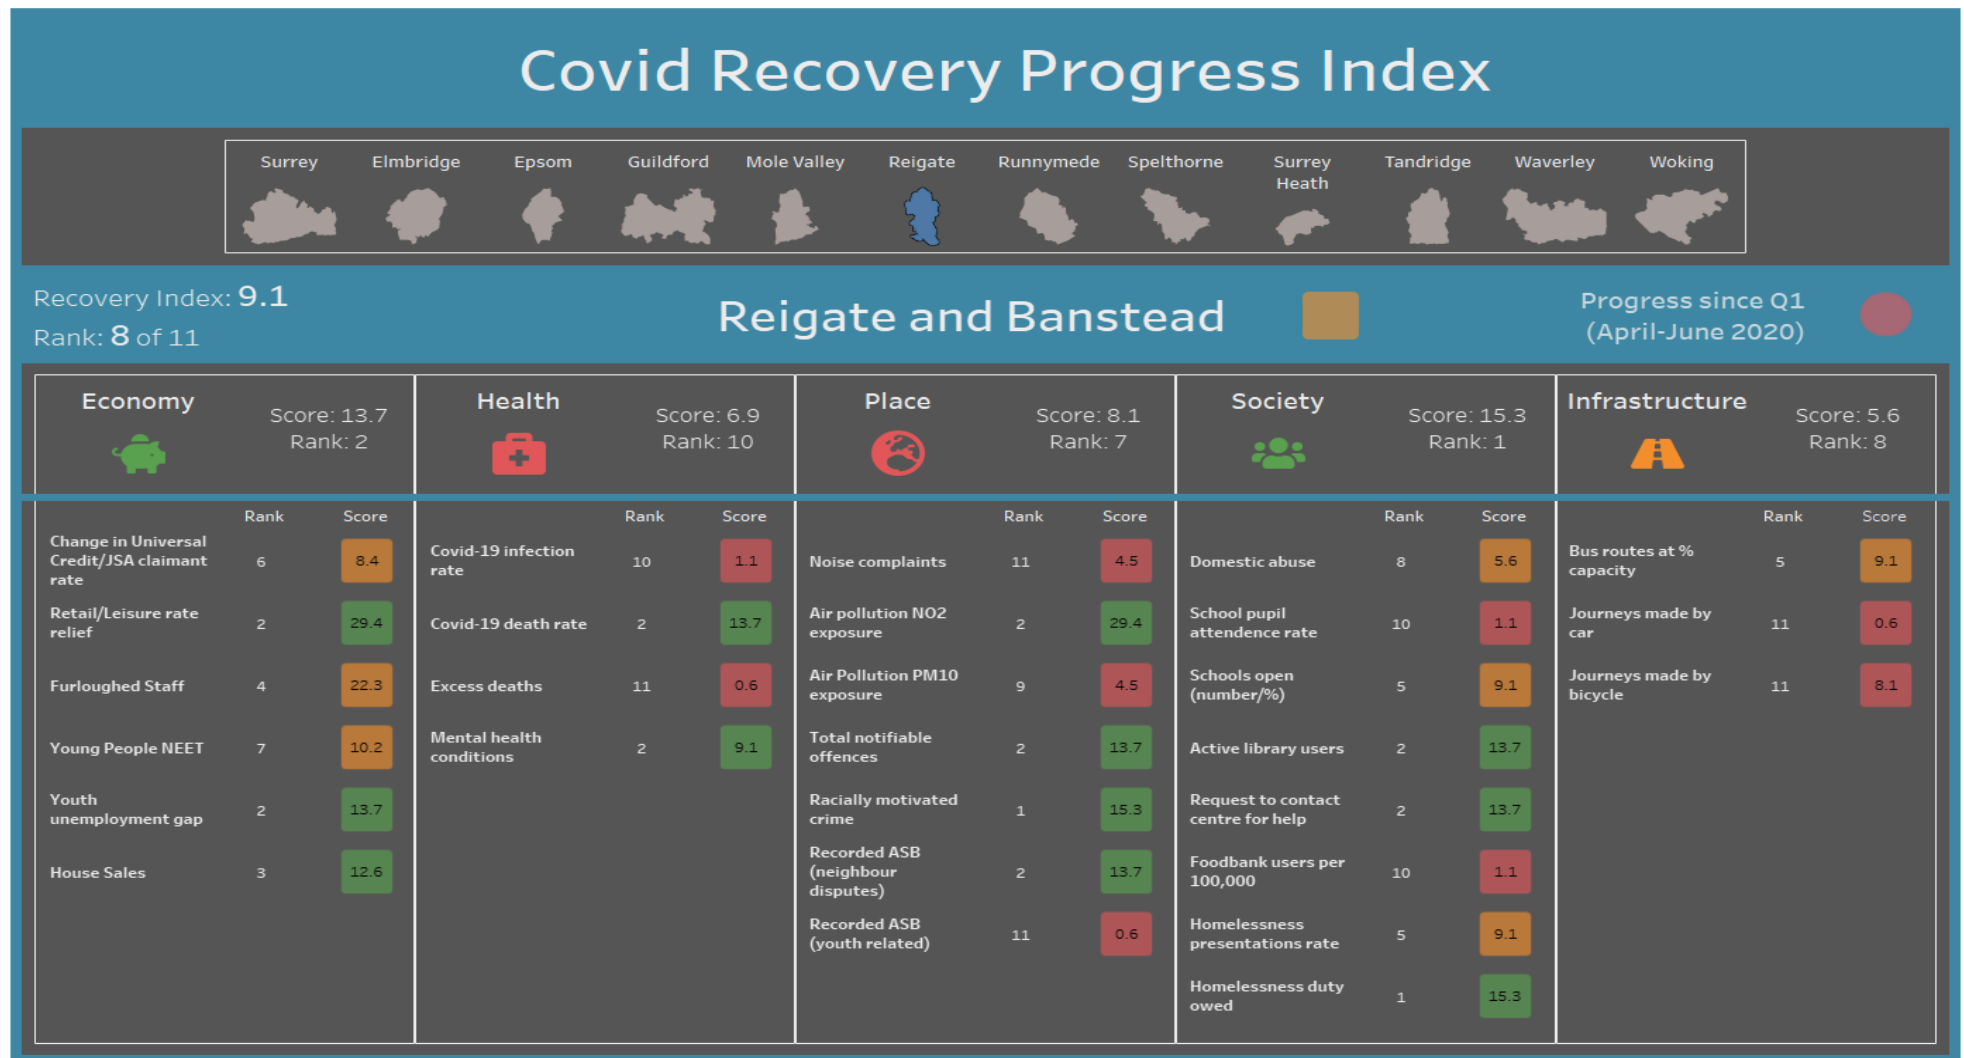 Covid Recovery Progress Index
Surrey Elmbridge Epsom Guildford Mole Valley Reigate Runnymede Spelthorne Surrey Heath Tandridge Waverley Woking
Recovery Index: 9.1
Rank: 8 of 11
Reigate and Banstead
Progress since Q1
(April-June 2020)
Economy
Score: 13.7
Rank: 2
Health
Score: 6.9
Rank: 10
Place
Score: 8.1
Rank: 7
Society
Score: 15.3
Rank: 1
Infrastructure
Score: 5.6
Rank: 8
Rank Score
Change in Universal
Credit/JSA claimant
rate
6 8.4
Retail/Leisure rate
relief
2 29.4
Furloughed Staff 4 22.3
Young People NEET 7 10.2
Youth
unemployment gap
2 13.7
House Sales 3 12.6
Rank Score
Covid-19 infection
rate
10 1.1
Covid-19 death rate 2 13.7
Excess deaths 11 0.6
Mental health
conditions
2 9.1
Rank Score
Noise complaints 11 4.5
Air pollution NO2
exposure
2 29.4
Air Pollution PM10
exposure
9 4.5
Total notifiable
offences
2 13.7
Racially motivated
crime
1 15.3
Recorded ASB
(neighbour
disputes)
2 13.7
Recorded ASB
(youth related)
11 0.6
Rank Score
Domestic abuse 8 5.6
School pupil
attendence rate
10 1.1
Schools open
(number/%)
5 9.1
Active library users 2 13.7
Request to contact
centre for help
2 13.7
Foodbank users per
100,000
10 1.1
Homelessness
presentations rate
5 9.1
Homelessness duty
owed
1 15.3
Rank Score
Bus routes at %
capacity
5 9.1
Journeys made by
car
11 0.6
Journeys made by
bicycle
11 8.1